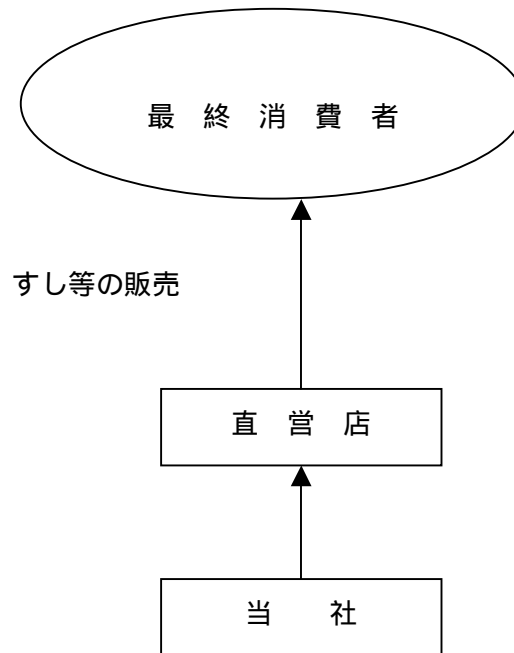 最 終 消 費 者
すし等の販売
直 営 店
当 社